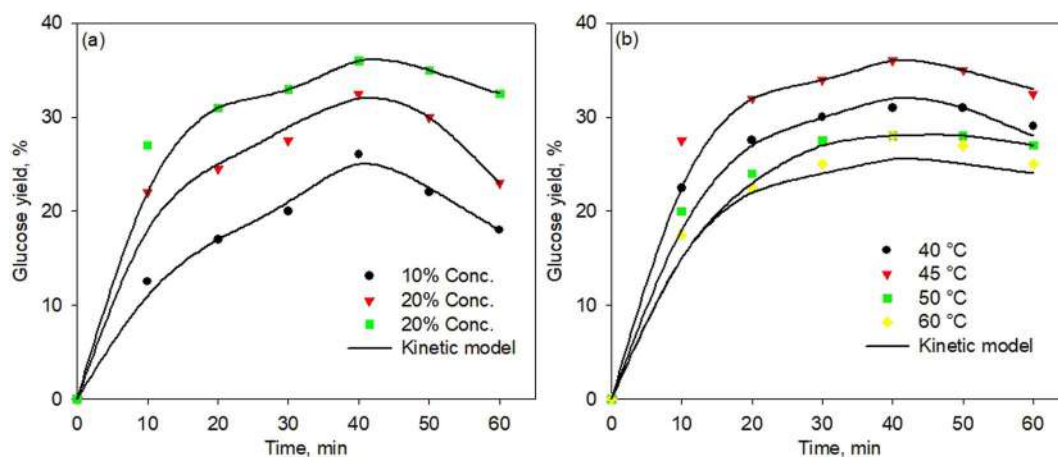 (a)
Glucose yield, %
40
30
20
10
0
10% Conc.
20% Conc.
20% Conc.
Kinetic model
0 10 20 30 40 50 60
Time, min
(b)
Glucose yield, %
40
30
20
10
0
40 °C
45 °C
50 °C
60 °C
Kinetic model
0 10 20 30 40 50 60
Time, min